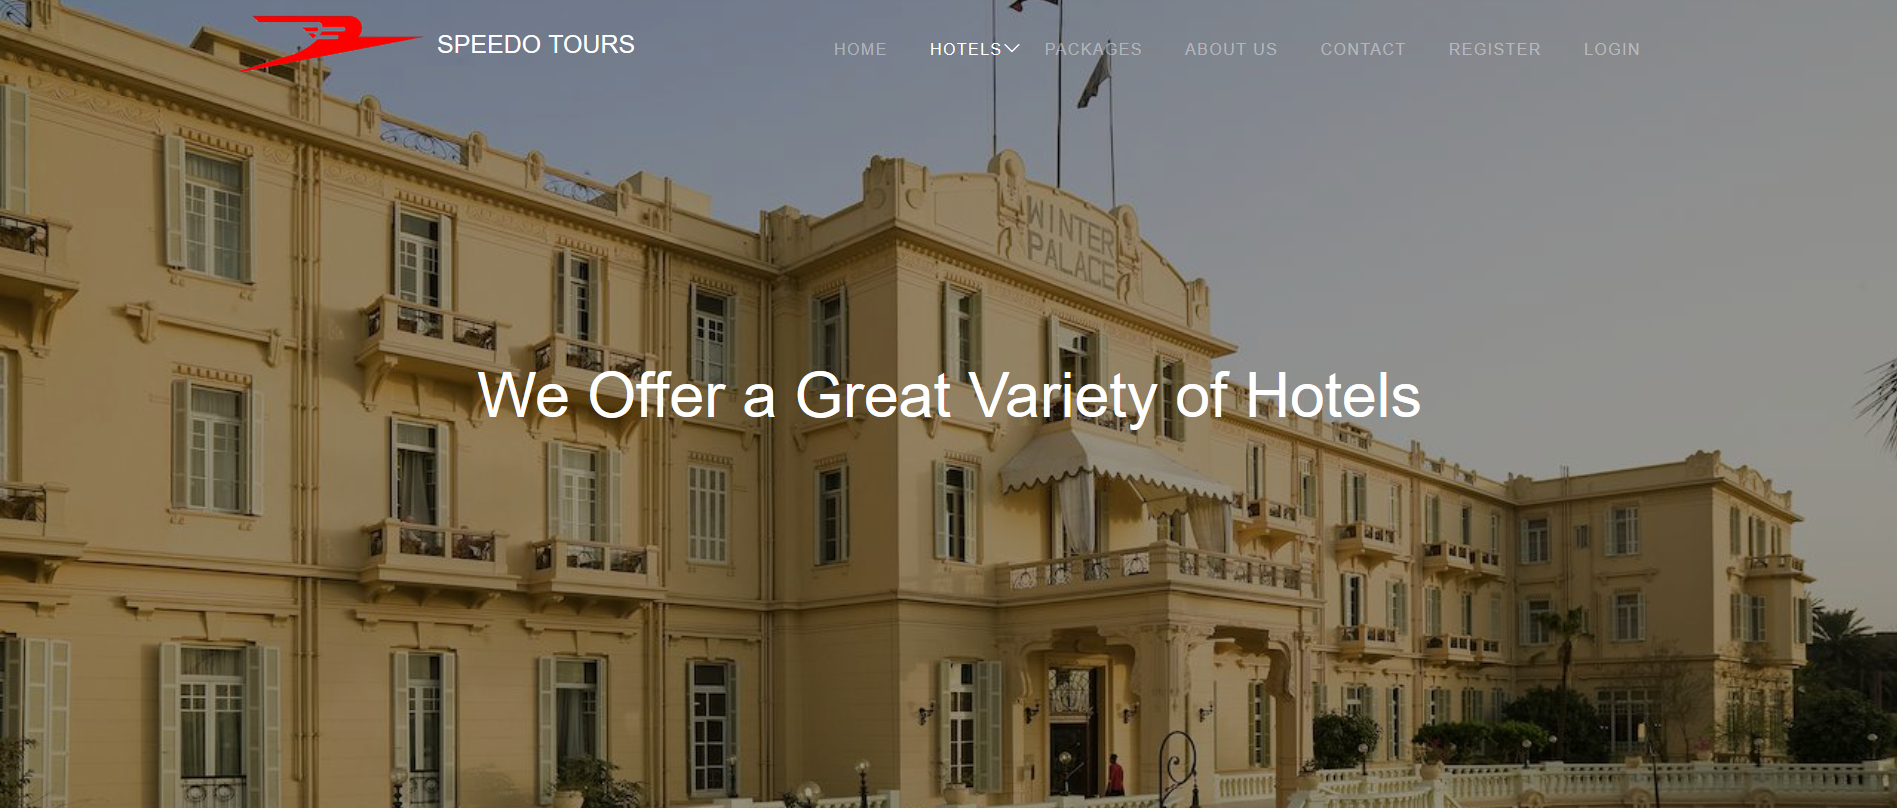 SPEEDO TOURS
HOME HOTELS PACKAGES ABOUT US CONTACT REGISTER LOGIN
WINTER
PALACE
We Offer a Great Variety of Hotels